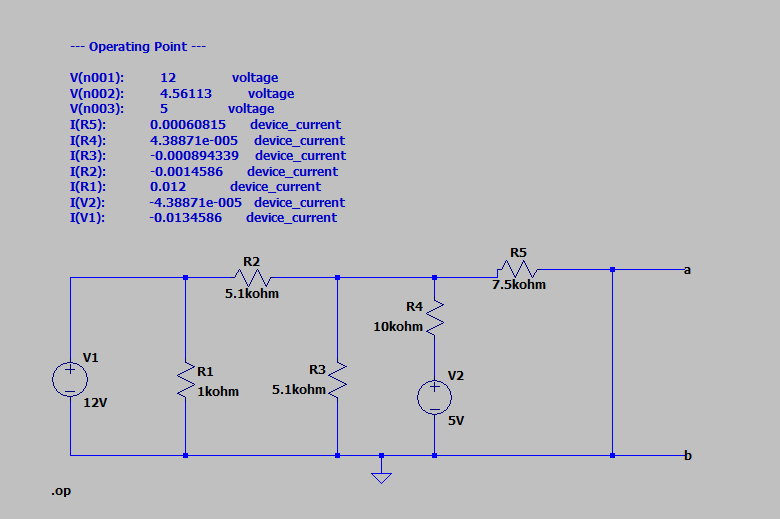 --- Operating Point ---
V(n001): 12 voltage
V(n002): 4.56113 voltage
V(n003): 5 voltage
I(R5): 0.00060815 device_current
I(R4): 4.38871e-005 device_current
I(R3): -0.000894339 device_current
I(R2): -0.0014586 device_current
I(R1): 0.012 device_current
I(V2): -4.38871e-005 device_current
I(V1): -0.0134586 device_current
R5
R2
a
7.5kohm
5.1kohm
R4
10kohm
V1
R1
R3
V2
5.1kohm
1kohm
12V
5V
b
.op